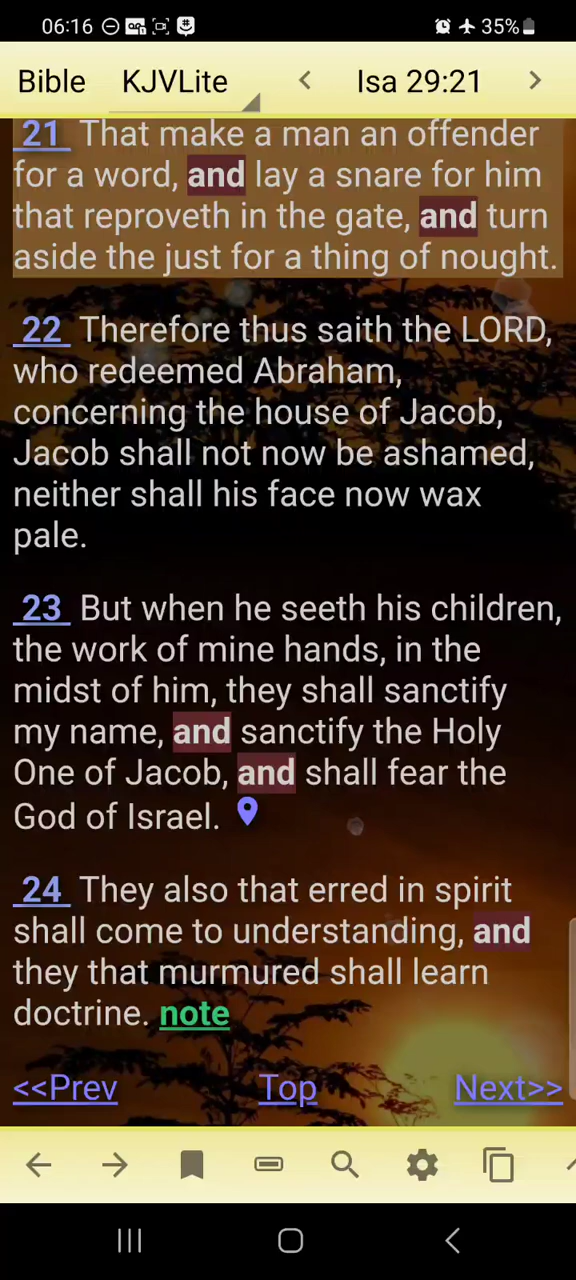 06:16 35%
Bible KJVLite < Isa 29:21 >
21 That make a man an offender
for a word, and lay a snare for him
that reproveth in the gate, and turn
aside the just for a thing of nought.
22 Therefore thus saith the LORD,
who redeemed Abraham,
concerning the house of Jacob,
Jacob shall not now be ashamed,
neither shall his face now wax
pale.
23 But when he seeth his children,
the work of mine hands, in the
midst of him, they shall sanctify
my name, and sanctify the Holy
One of Jacob, and shall fear the
God of Israel.
24 They also that erred in spirit
shall come to understanding, and
they that murmured shall learn
doctrine. note
<<Prev Top Next>>